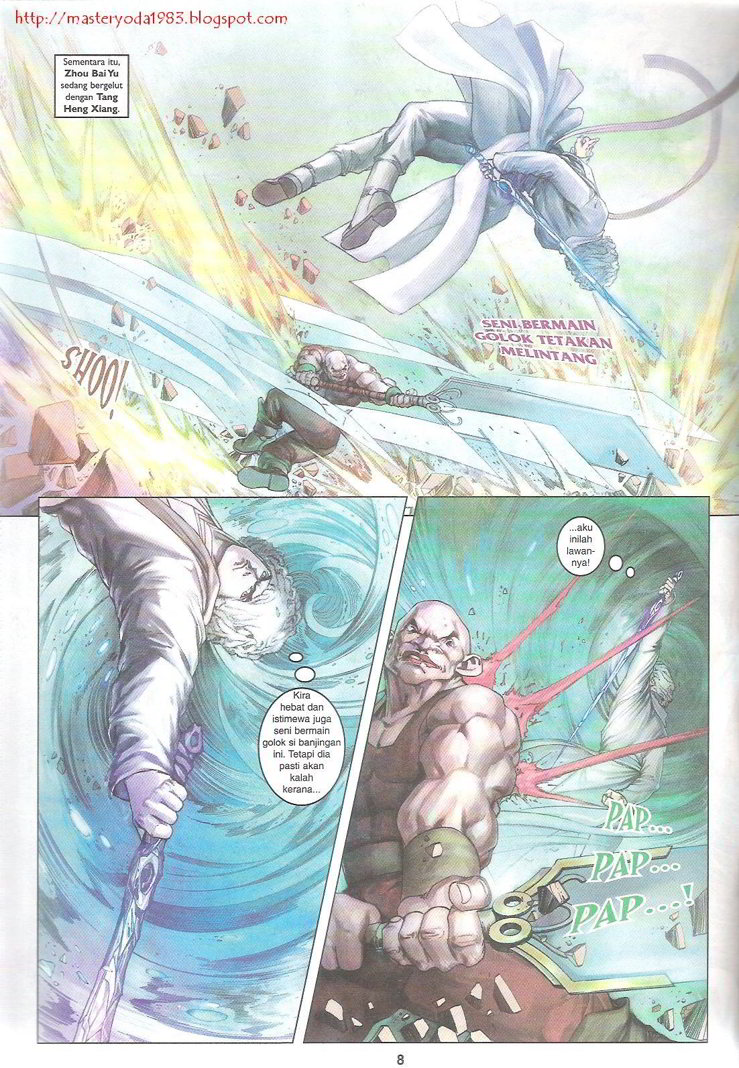 http://masteryoda1983.blogspot.com
Sementara itu,
Zhou Bai Yu
sedang bergelut
dengan Tang
Heng Xiang.
SENI BERMAIN
GOLOK TETAKAN
MELINTANG
SHOO!
...aku
inilah
lawan-
nya!
Kira
hebat dan
istimewa juga
seni bermain
golok si banjingan
ini. Tetapi dia
pasti akan
kalah
kerana...
PAP...
PAP...
PAP...!
8